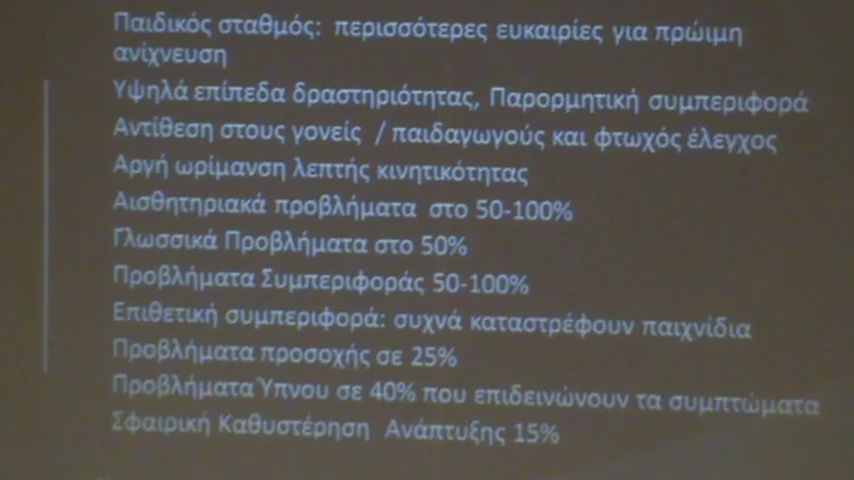 Παιδικός σταθμός: περισσότερες ευκαιρίες για πρώιμη
ανίχνευση
Υψηλά επίπεδα δραστηριότητας, Παρορμητική συμπεριφορά
Αντίθεση στους γονείς / παιδαγωγούς και φτωχός έλεγχος
Αργή ωρίμανση λεπτής κινητικότητας
Αισθητηριακά προβλήματα στο 50-100%
Γλωσσικά Προβλήματα στο 50%
Προβλήματα Συμπεριφοράς 50-100%
Επιθετική συμπεριφορά: συχνά καταστρέφουν παιχνίδια
Προβλήματα προσοχής σε 25%
Προβλήματα Ύπνου σε 40% που επιδεινώνουν τα συμπτώματα
Σφαιρική Καθυστέρηση Ανάπτυξης 15%